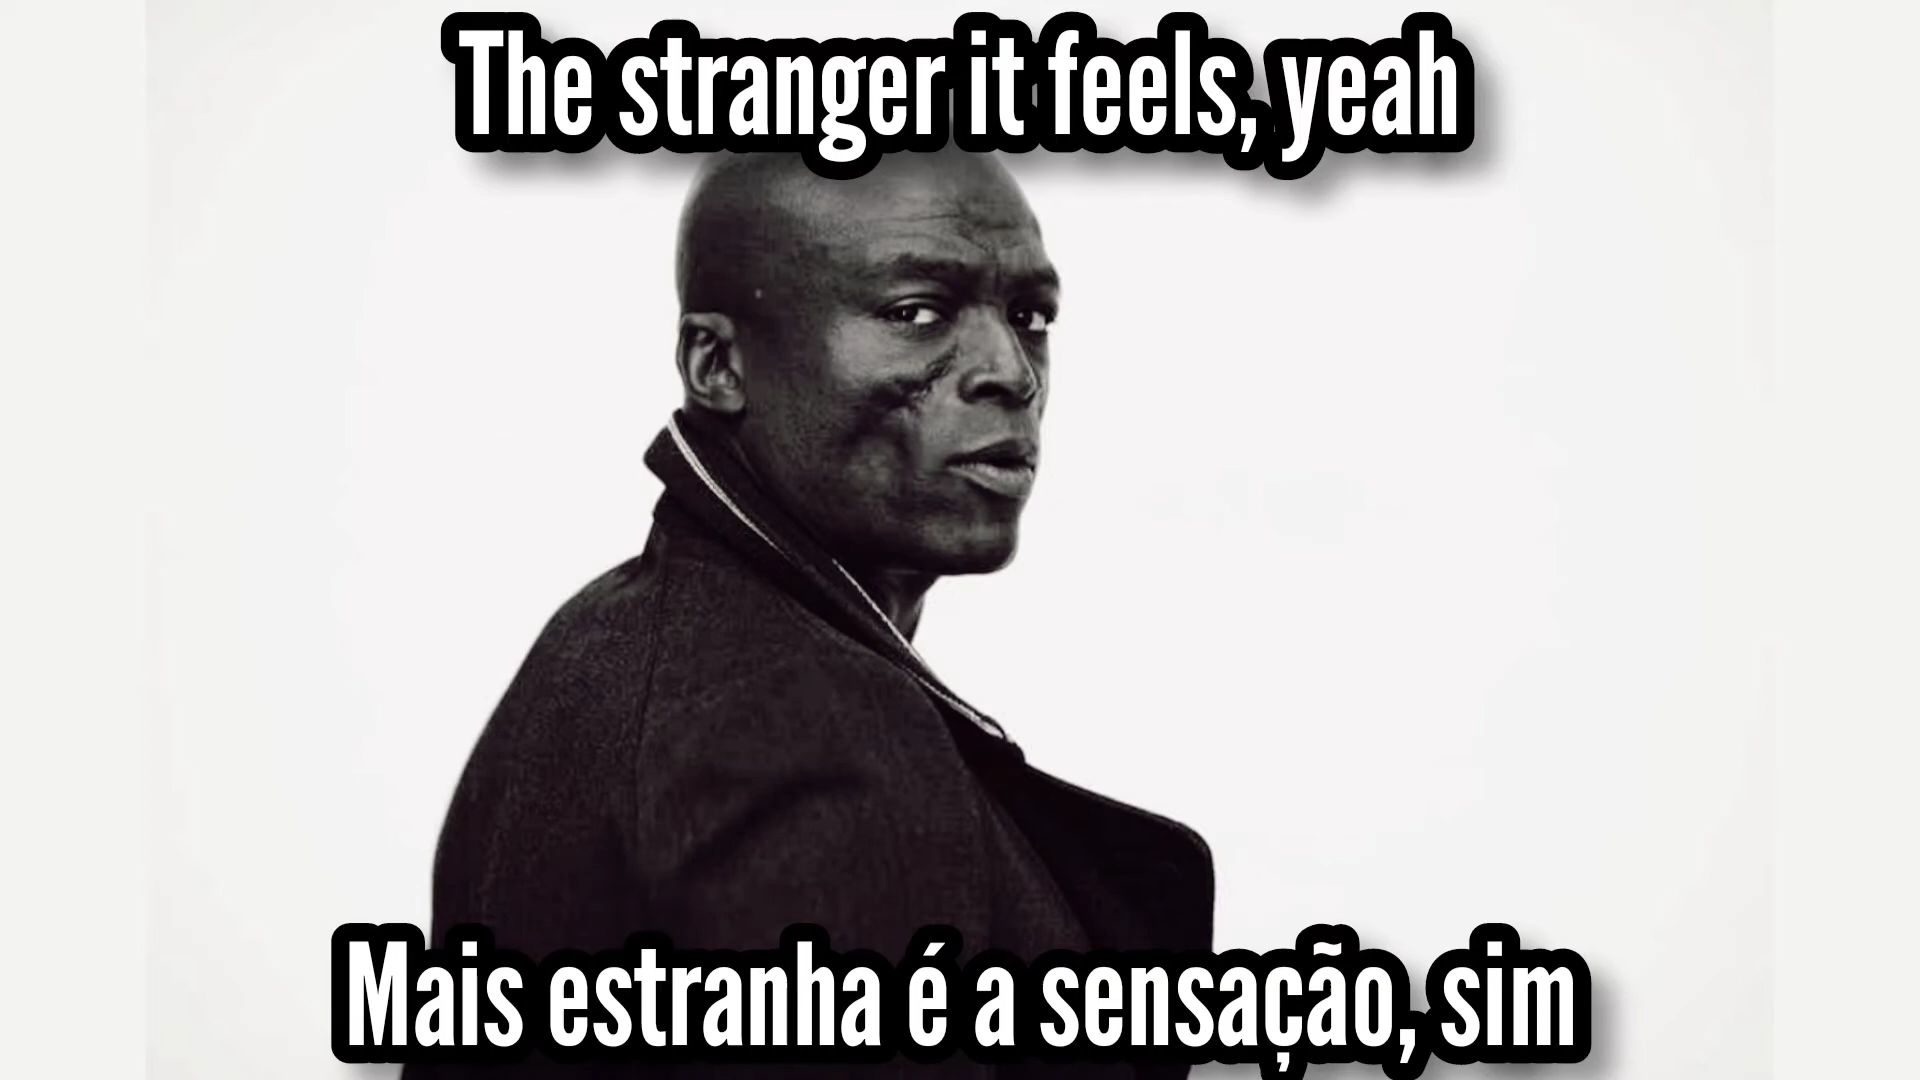 The stranger it feels, yeah
Mais estranha é a sensação, sim